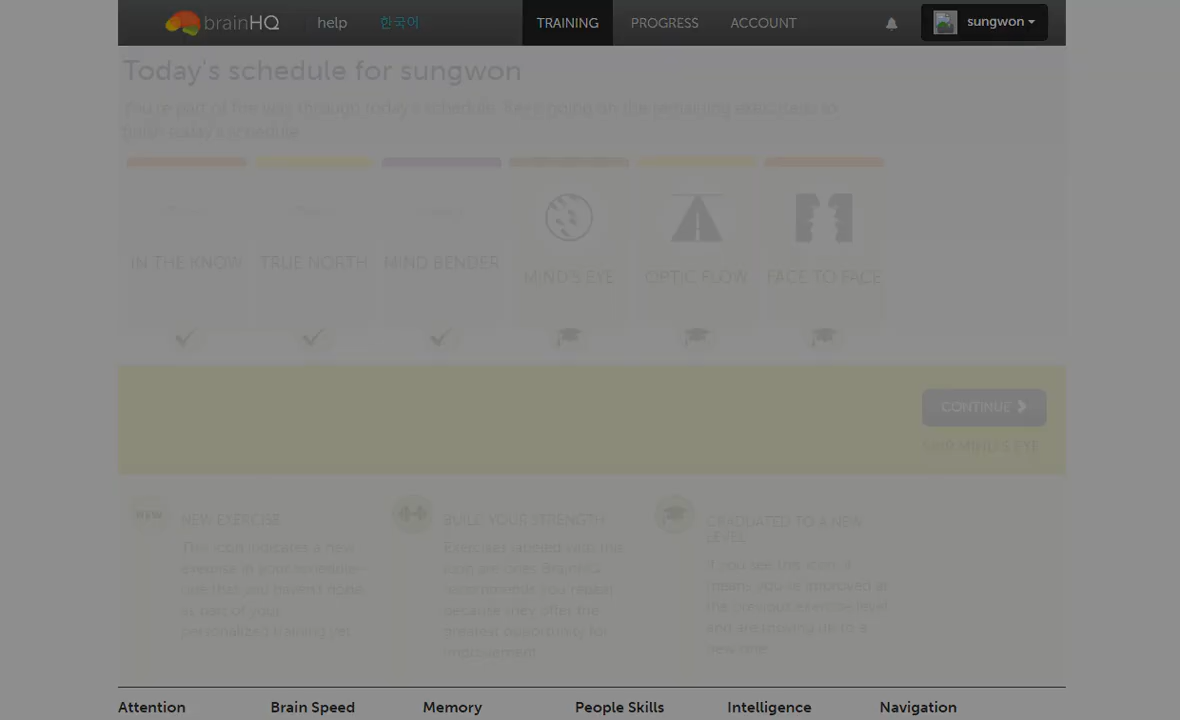 brainHQ help 한국어 TRAINING PROGRESS ACCOUNT sungwon
Today's schedule for sungwon
You're part of the way through today's schedule. Keep going on the remaining exercises to
finish today's schedule.
IN THE KNOW TRUE NORTH MIND BENDER MIND'S EYE OPTIC FLOW FACE TO FACE
CONTINUE
SKIP MIND'S EYE
NEW
NEW EXERCISE
This icon indicates a new
exercise in your schedule-
one that you haven't done
as part of your
personalized training yet.
BUILD YOUR STRENGTH
Exercises labeled with this
icon are ones BrainHQ
recommends you repeat
because they offer the
greatest opportunity for
improvement.
GRADUATED TO A NEW
LEVEL
If you see this icon, it
means you've improved at
the previous exercise level
and are moving up to a
new one.
Attention Brain Speed Memory People Skills Intelligence Navigation